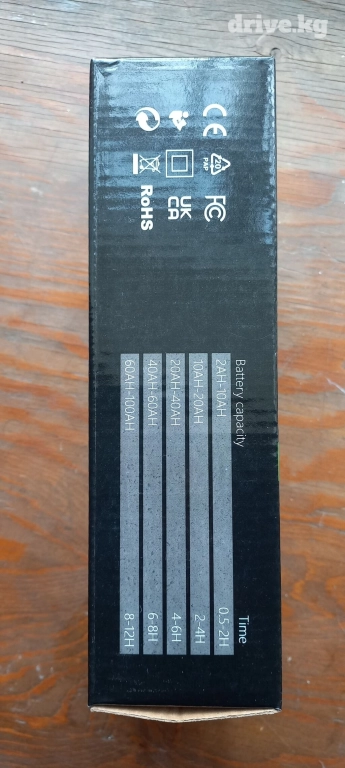 drive.kg
CE
20
PAP
FC
UK
CA
RoHS
Battery capacity Time
2AH-10AH 0.5-2H
10AH-20AH 2-4H
20AH-40AH 4-6H
40AH-60AH 6-8H
60AH-100AH 8-12H